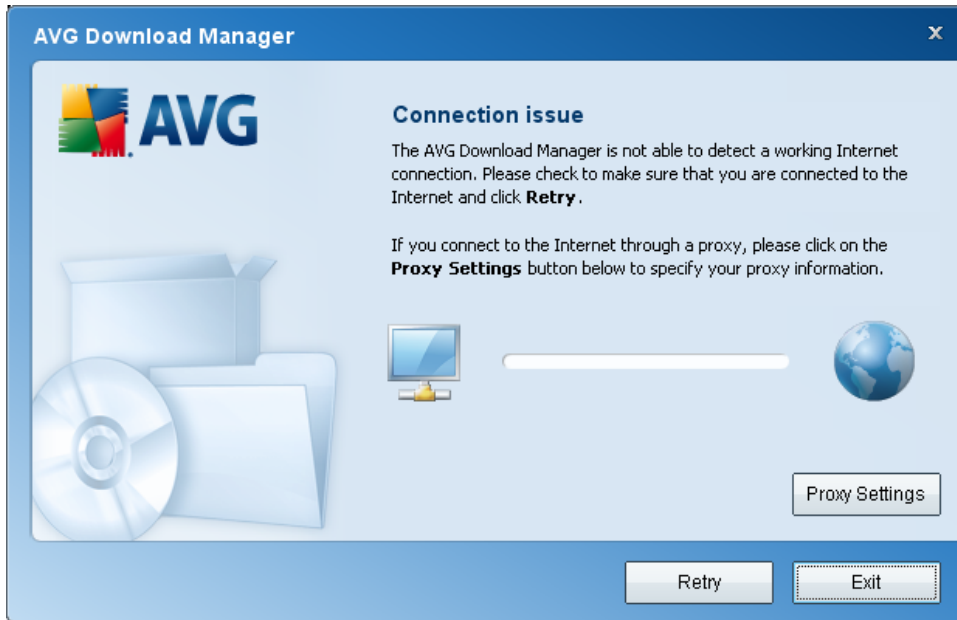 AVG Download Manager
x
AVG
Connection issue
The AVG Download Manager is not able to detect a working Internet
connection. Please check to make sure that you are connected to the
Internet and click Retry.
If you connect to the Internet through a proxy, please click on the
Proxy Settings button below to specify your proxy information.
Proxy Settings
Retry
Exit